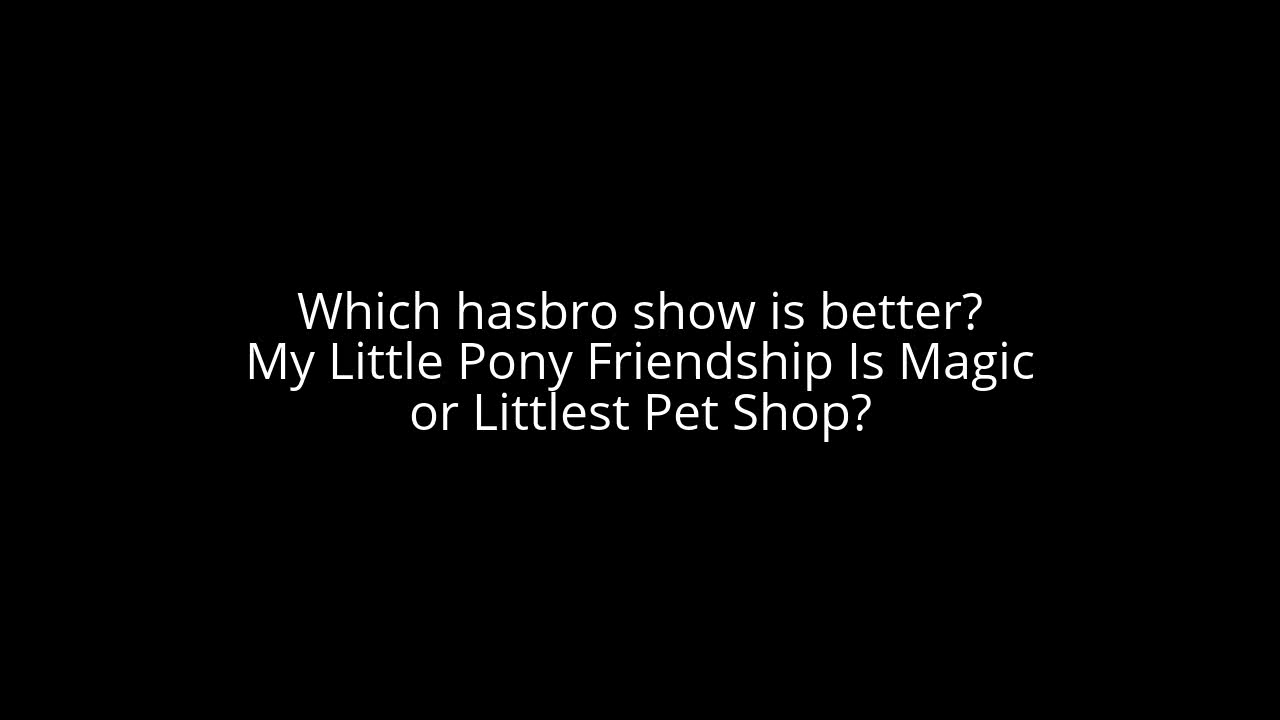 Which hasbro show is better?
My Little Pony Friendship Is Magic
or Littlest Pet Shop?